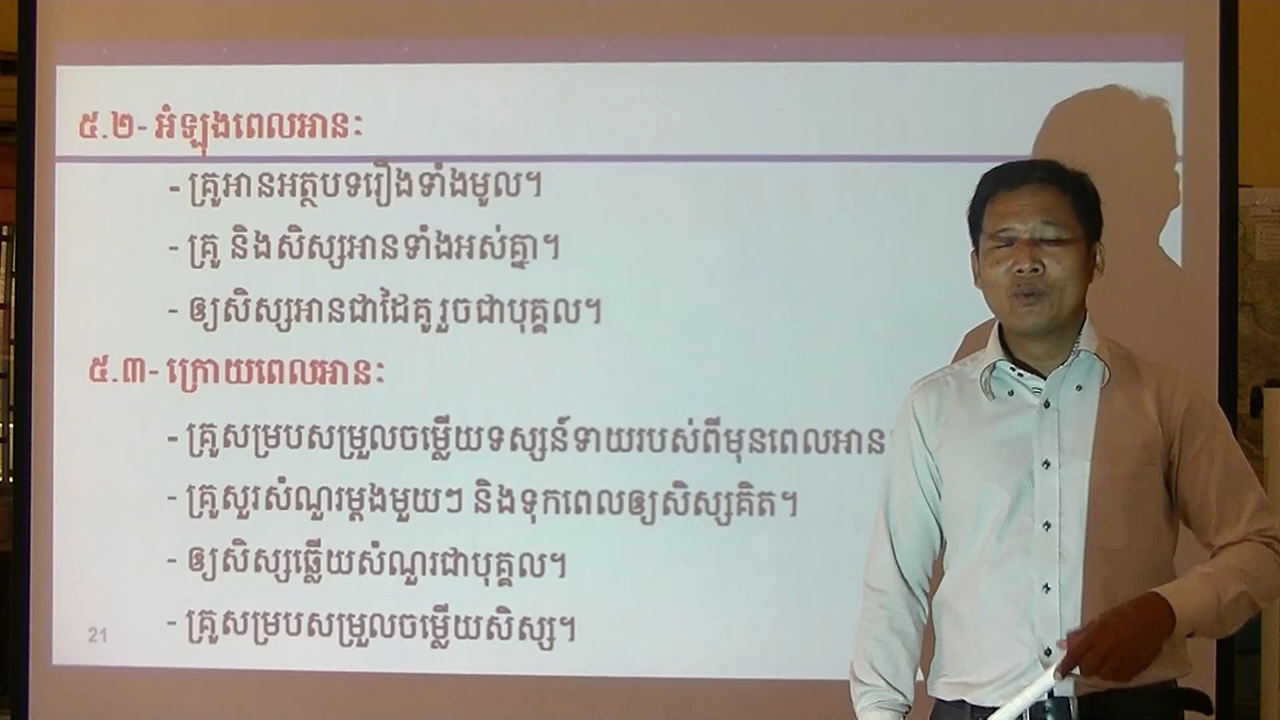 ៥.២- អំឡុងពេលអាន:
- គ្រូអានអត្ថបទរឿងទាំងមូល។
- គ្រូ និងសិស្សអានទាំងអស់គ្នា។
- ឲ្យសិស្សអានជាដៃគូ រួចជាបុគ្គល។
៥.៣- ក្រោយពេលអាន:
- គ្រូសម្របសម្រួលចម្លើយទស្សន៍ទាយរបស់ពីមុនពេលអាន
- គ្រូសួរសំណួរម្តងមួយៗ និងទុកពេលឲ្យសិស្សគិត។
- ឲ្យសិស្សឆ្លើយសំណួរជាបុគ្គល។
- គ្រូសម្របសម្រួលចម្លើយសិស្ស។
21